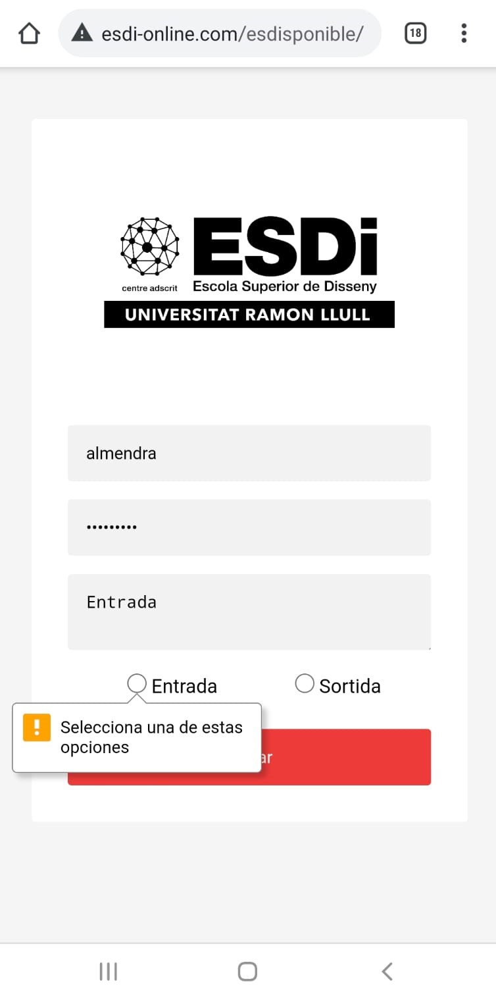 esdi-online.com/esdisponible/
18
ESDi
centre adscrit Escola Superior de Disseny
UNIVERSITAT RAMON LLULL
almendra
•••••••••
Entrada
Entrada Sortida
Selecciona una de estas
opciones
ar